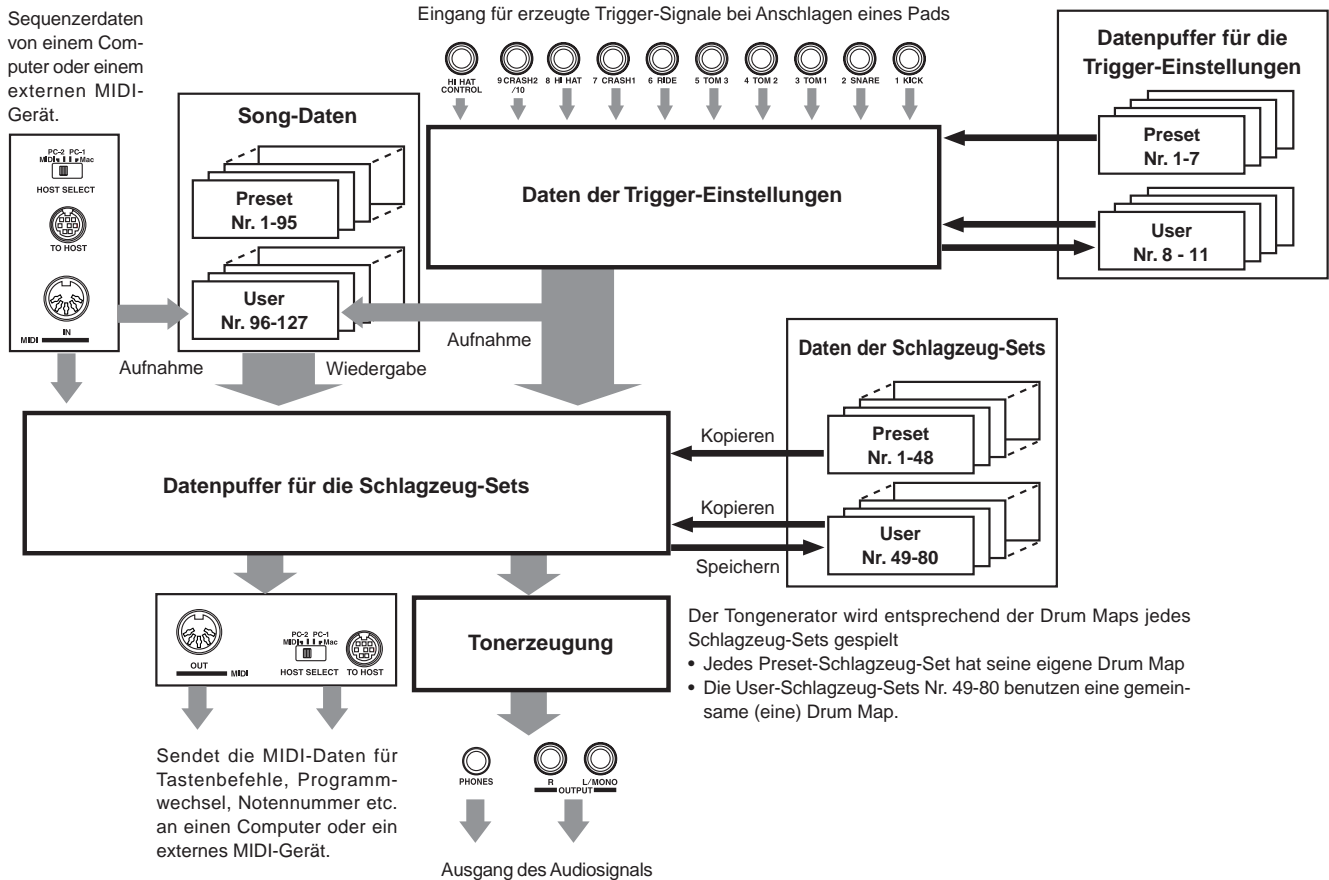 Sequenzerdaten
von einem Com-
puter oder einem
externen MIDI-
Gerät.
PC-2 PC-1
MIDI Mac
HOST SELECT
TO HOST
IN
MIDI
Aufnahme
Song-Daten
Preset
Nr. 1-95
User
Nr. 96-127
Wiedergabe
Aufnahme
Eingang für erzeugte Trigger-Signale bei Anschlagen eines Pads
HI HAT
CONTROL
9 CRASH2
/10
8 HI HAT
7 CRASH1
6 RIDE
5 TOM 3
4 TOM 2
3 TOM 1
2 SNARE
1 KICK
Daten der Trigger-Einstellungen
Datenpuffer für die
Trigger-Einstellungen
Preset
Nr. 1-7
User
Nr. 8 - 11
Daten der Schlagzeug-Sets
Preset
Nr. 1-48
User
Nr. 49-80
Kopieren
Kopieren
Speichern
Datenpuffer für die Schlagzeug-Sets
OUT
MIDI
PC-2 PC-1
MIDI Mac
HOST SELECT
TO HOST
Tonerzeugung
Der Tongenerator wird entsprechend der Drum Maps jedes
Schlagzeug-Sets gespielt
• Jedes Preset-Schlagzeug-Set hat seine eigene Drum Map
• Die User-Schlagzeug-Sets Nr. 49-80 benutzen eine gemein-
same (eine) Drum Map.
Sendet die MIDI-Daten für
Tastenbefehle, Programm-
wechsel, Notennummer etc.
an einen Computer oder ein
externes MIDI-Gerät.
PHONES
R
L/MONO
OUTPUT
Ausgang des Audiosignals